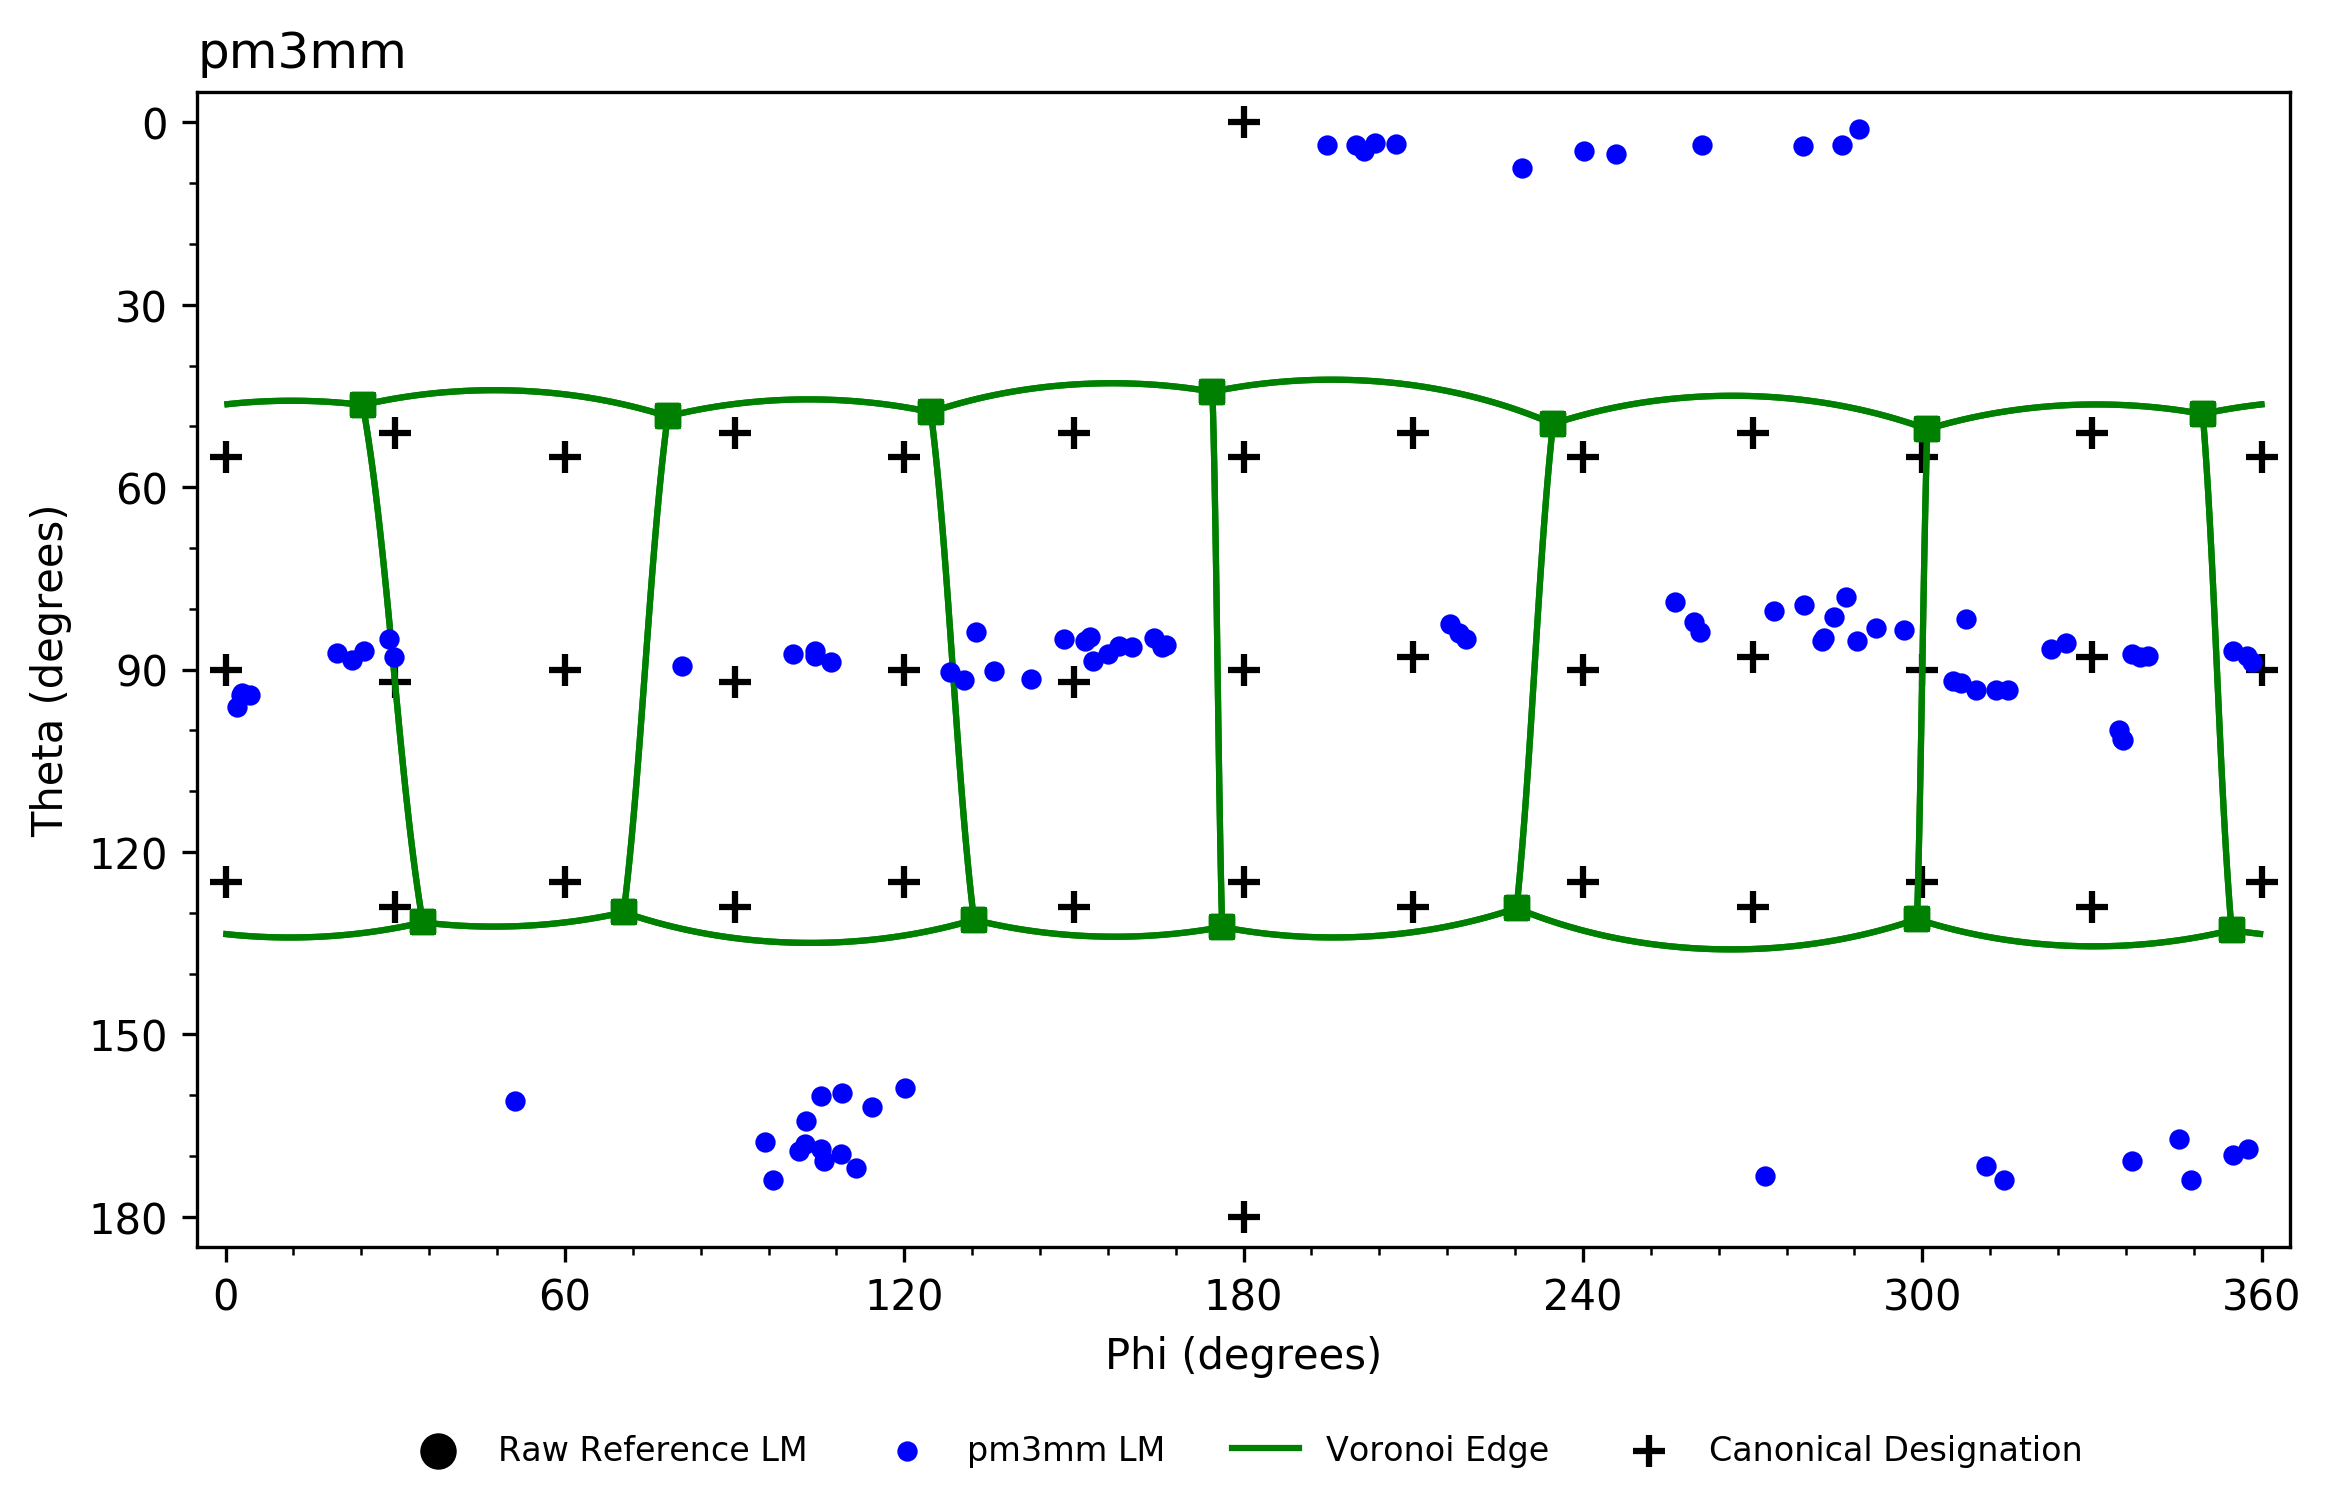 pm3mm
0
30
60
90
120
150
180
Theta (degrees)
0 60 120 180 240 300 360
Phi (degrees)
Raw Reference LM pm3mm LM Voronoi Edge Canonical Designation